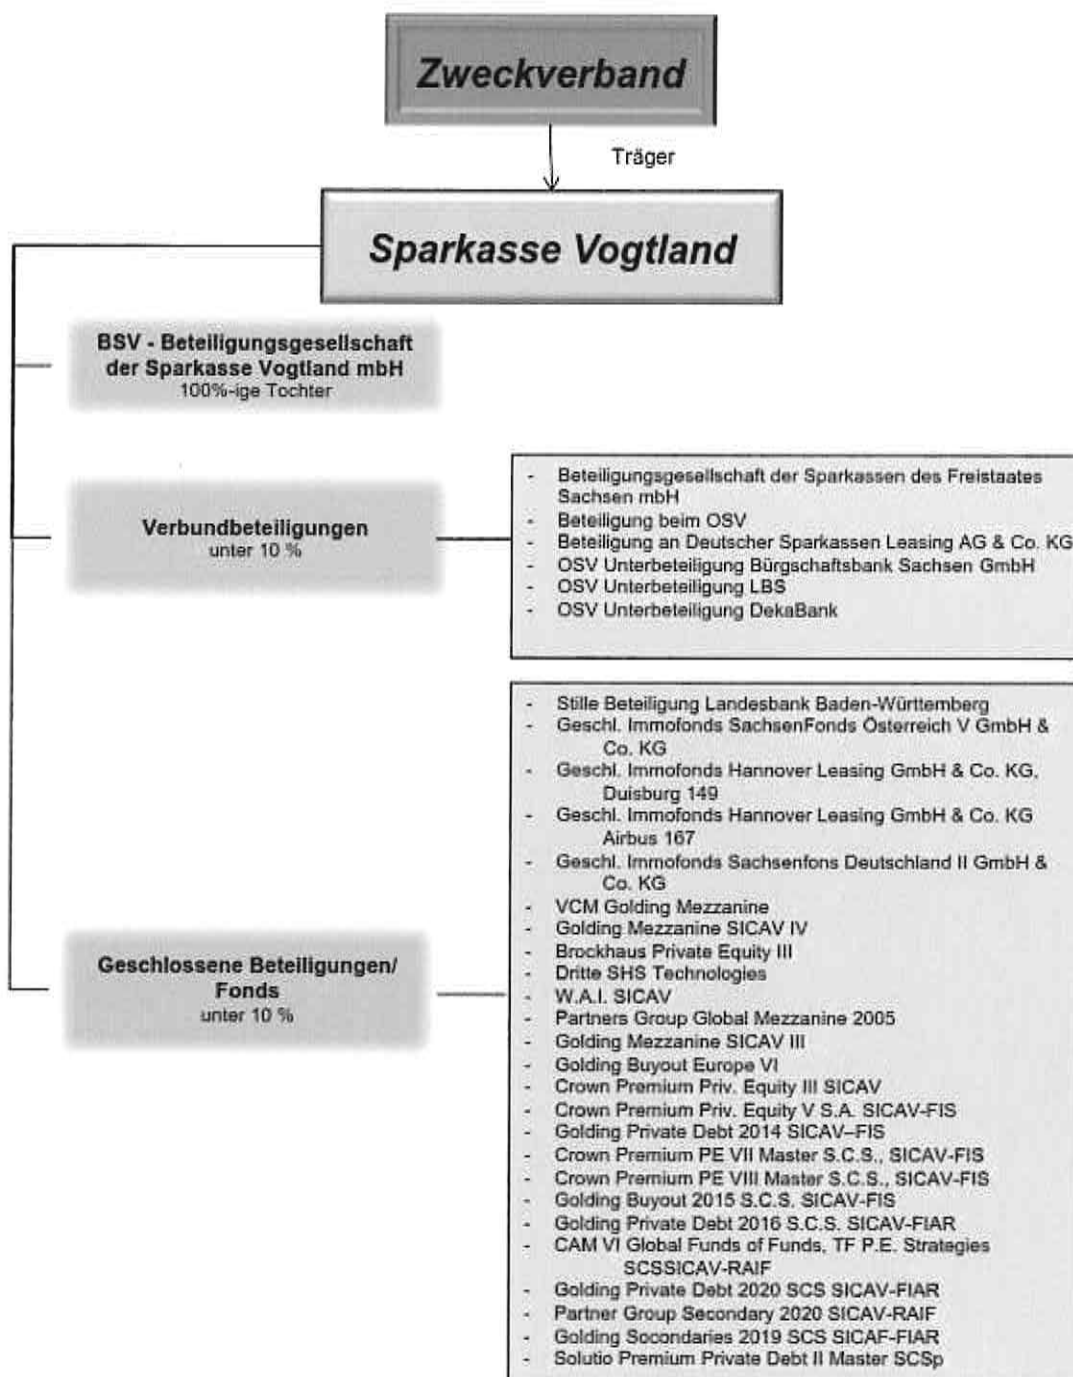 Zweckverband
Träger
Sparkasse Vogtland
BSV - Beteiligungsgesellschaft
der Sparkasse Vogtland mbH
100%-ige Tochter
Verbundbeteiligungen
unter 10 %
- Beteiligungsgesellschaft der Sparkassen des Freistaates
Sachsen mbH
- Beteiligung beim OSV
- Beteiligung an Deutscher Sparkassen Leasing AG & Co. KG
- OSV Unterbeteiligung Bürgschaftsbank Sachsen GmbH
- OSV Unterbeteiligung LBS
- OSV Unterbeteiligung DekaBank
Geschlossene Beteiligungen/
Fonds
unter 10 %
- Stille Beteiligung Landesbank Baden-Württemberg
- Geschl. Immofonds SachsenFonds Österreich V GmbH &
Co. KG
- Geschl. Immofonds Hannover Leasing GmbH & Co. KG,
Duisburg 149
- Geschl. Immofonds Hannover Leasing GmbH & Co. KG
Airbus 167
- Geschl. Immofonds Sachsenfons Deutschland II GmbH &
Co. KG
- VCM Golding Mezzanine
- Golding Mezzanine SICAV IV
- Brockhaus Private Equity III
- Dritte SHS Technologies
- W.A.I. SICAV
- Partners Group Global Mezzanine 2005
- Golding Mezzanine SICAV III
- Golding Buyout Europe VI
- Crown Premium Priv. Equity III SICAV
- Crown Premium Priv. Equity V S.A. SICAV-FIS
- Golding Private Debt 2014 SICAV–FIS
- Crown Premium PE VII Master S.C.S., SICAV-FIS
- Crown Premium PE VIII Master S.C.S., SICAV-FIS
- Golding Buyout 2015 S.C.S. SICAV-FIS
- Golding Private Debt 2016 S.C.S. SICAV-FIAR
- CAM VI Global Funds of Funds, TF P.E. Strategies
SCSSICAV-RAIF
- Golding Private Debt 2020 SCS SICAV-FIAR
- Partner Group Secondary 2020 SICAV-RAIF
- Golding Socondaries 2019 SCS SICAF-FIAR
- Solutio Premium Private Debt II Master SCSp